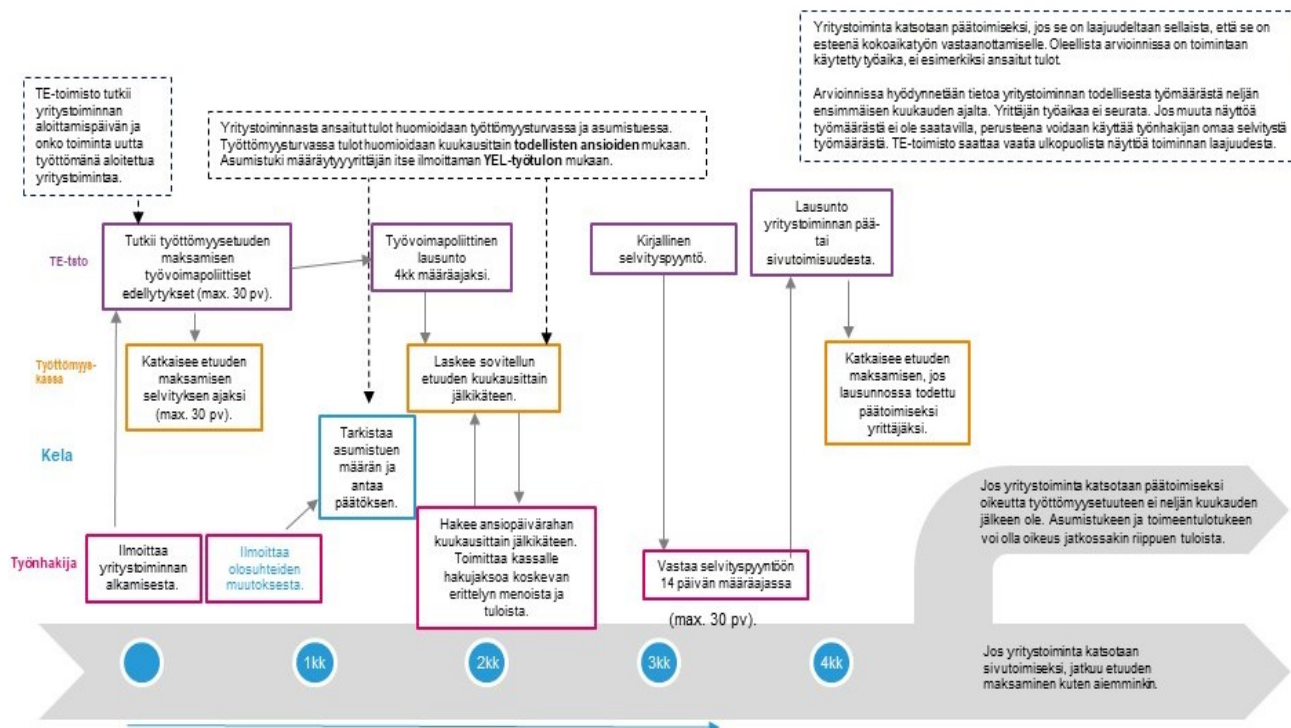 Yritystoiminta katsotaan päätoimiseksi, jos se on laajuudeltaan sellaista, että se on
esteenä kokoaikatyön vastaanottamiselle. Oleellista arvioinnissa on toimintaan
käytetty työaika, ei esimerkiksi ansaitut tulot.
Arvioinnissa hyödynnetään tietoa yritystoiminnan todellisesta työmäärästä neljän
ensimmäisen kuukauden ajalta. Yrittäjän työaikaa ei seurata. Jos muuta näyttöä
työmäärästä ei ole saatavilla, perusteena voidaan käyttää työnhakijan omaa selvitystä
työmäärästä. TE-toimisto saattaa vaatia ulkopuolista näyttöä toiminnan laajuudesta.
TE-toimisto tutkii
yritystoiminnan
aloittamispäivän ja
onko toiminta uutta
työttömänä aloitettua
yritystoimintaa.
Yritystoiminnasta ansaitut tulot huomioidaan työttömyysturvassa ja asumistuessa.
Työttömyysturvassa tulot huomioidaan kuukausittain todellisten ansioiden mukaan.
Asumistuki määräytyy yrittäjän itse ilmoittaman YEL-työtulon mukaan.
TE-tsto
Tutkii työttömyysetuuden
maksamisen
työvoimapoliittiset
edellytykset (max. 30 pv).
Työvoimapoliittinen
lausunto
4kk määräajaksi.
Kirjallinen
selvityspyyntö.
Lausunto
yritystoiminnan pää-
tai
sivutoimisuudesta.
Työttömyys-
kassa
Katkaisee etuuden
maksamisen
selvityksen ajaksi
(max. 30 pv).
Laskee sovitellun
etuuden kuukausittain
jälkikäteen.
Katkaisee etuuden
maksamisen, jos
lausunnossa todettu
päätoimiseksi
yrittäjäksi.
Kela
Tarkistaa
asumistuen
määrän ja
antaa
päätöksen.
Työnhakija
Ilmoittaa
yritystoiminnan
alkamisesta.
Ilmoittaa
olosuhteiden
muutoksesta.
Hakee ansiopäivärahan
kuukausittain jälkikäteen.
Toimittaa kassalle
hakujaksoa koskevan
erittelyn menoista ja
tuloista.
Vastaa selvityspyyntöön
14 päivän määräajassa
(max. 30 pv).
Jos yritystoiminta katsotaan päätoimiseksi
oikeutta työttömyysetuuteen ei neljän kuukauden
jälkeen ole. Asumistukeen ja toimeentulotukeen
voi olla oikeus jatkossakin riippuen tuloista.
1kk
2kk
3kk
4kk
Jos yritystoiminta katsotaan
sivutoimiseksi, jatkuu etuuden
maksaminen kuten aiemminkin.